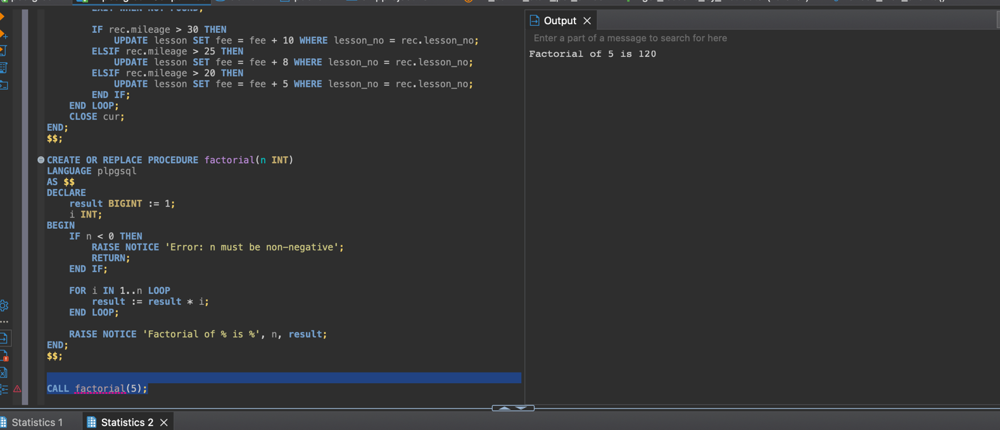 IF rec.mileage > 30 THEN
UPDATE lesson SET fee = fee + 10 WHERE lesson_no = rec.lesson_no;
ELSIF rec.mileage > 25 THEN
UPDATE lesson SET fee = fee + 8 WHERE lesson_no = rec.lesson_no;
ELSIF rec.mileage > 20 THEN
UPDATE lesson SET fee = fee + 5 WHERE lesson_no = rec.lesson_no;
END IF;
END LOOP;
CLOSE cur;
END;
$$;
CREATE OR REPLACE PROCEDURE factorial(n INT)
LANGUAGE plpgsql
AS $$
DECLARE
result BIGINT := 1;
i INT;
BEGIN
IF n < 0 THEN
RAISE NOTICE 'Error: n must be non-negative';
RETURN;
END IF;
FOR i IN 1..n LOOP
result := result * i;
END LOOP;
RAISE NOTICE 'Factorial of % is %', n, result;
END;
$$;
CALL factorial(5);
Output
Enter a part of a message to search for here
Factorial of 5 is 120
Statistics 1
Statistics 2